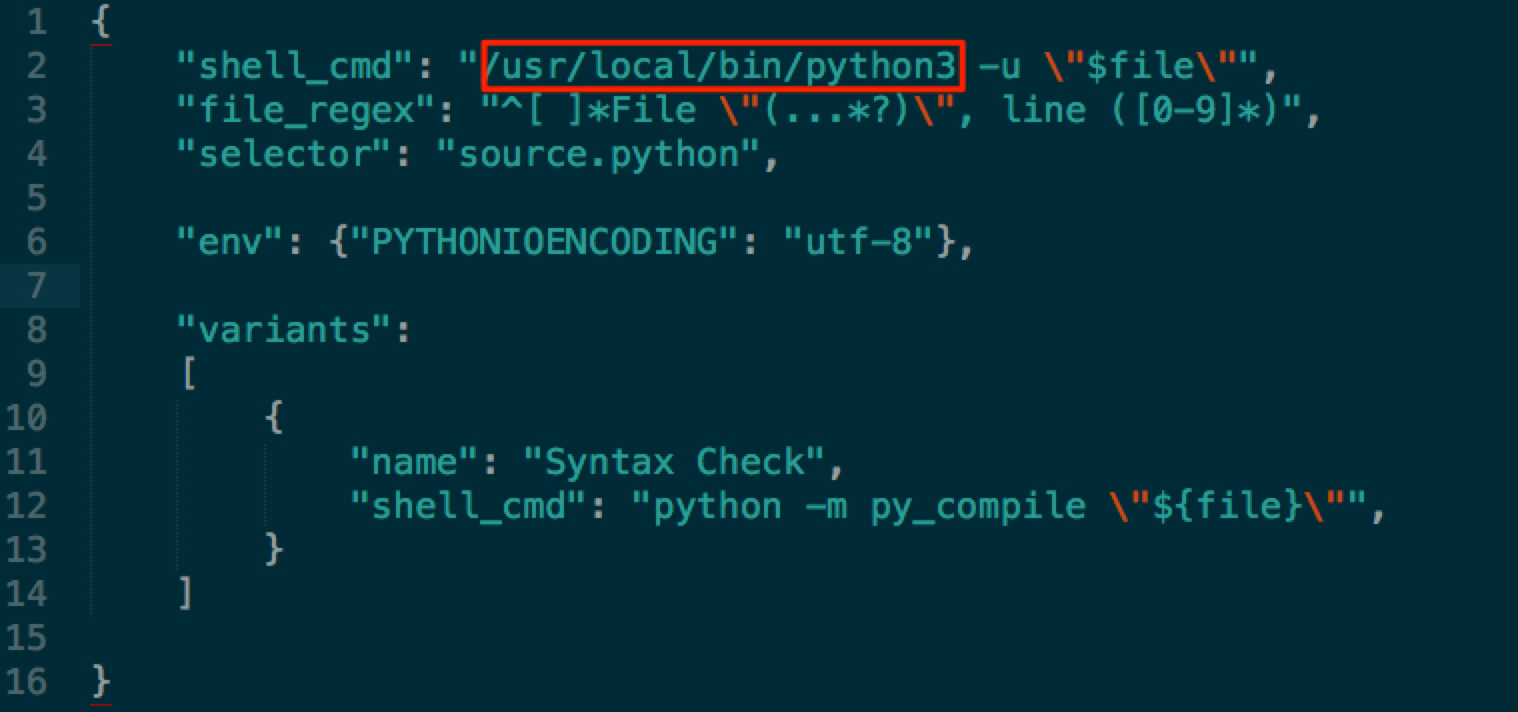 1 {
2 "shell_cmd": "/usr/local/bin/python3 -u \"$file\"",
3 "file_regex": "^[ ]*File \"(...*?)\", line ([0-9]*)",
4 "selector": "source.python",
5
6 "env": {"PYTHONIOENCODING": "utf-8"},
7
8 "variants":
9 [
10 {
11 "name": "Syntax Check",
12 "shell_cmd": "python -m py_compile \"${file}\"",
13 }
14 ]
15
16 }